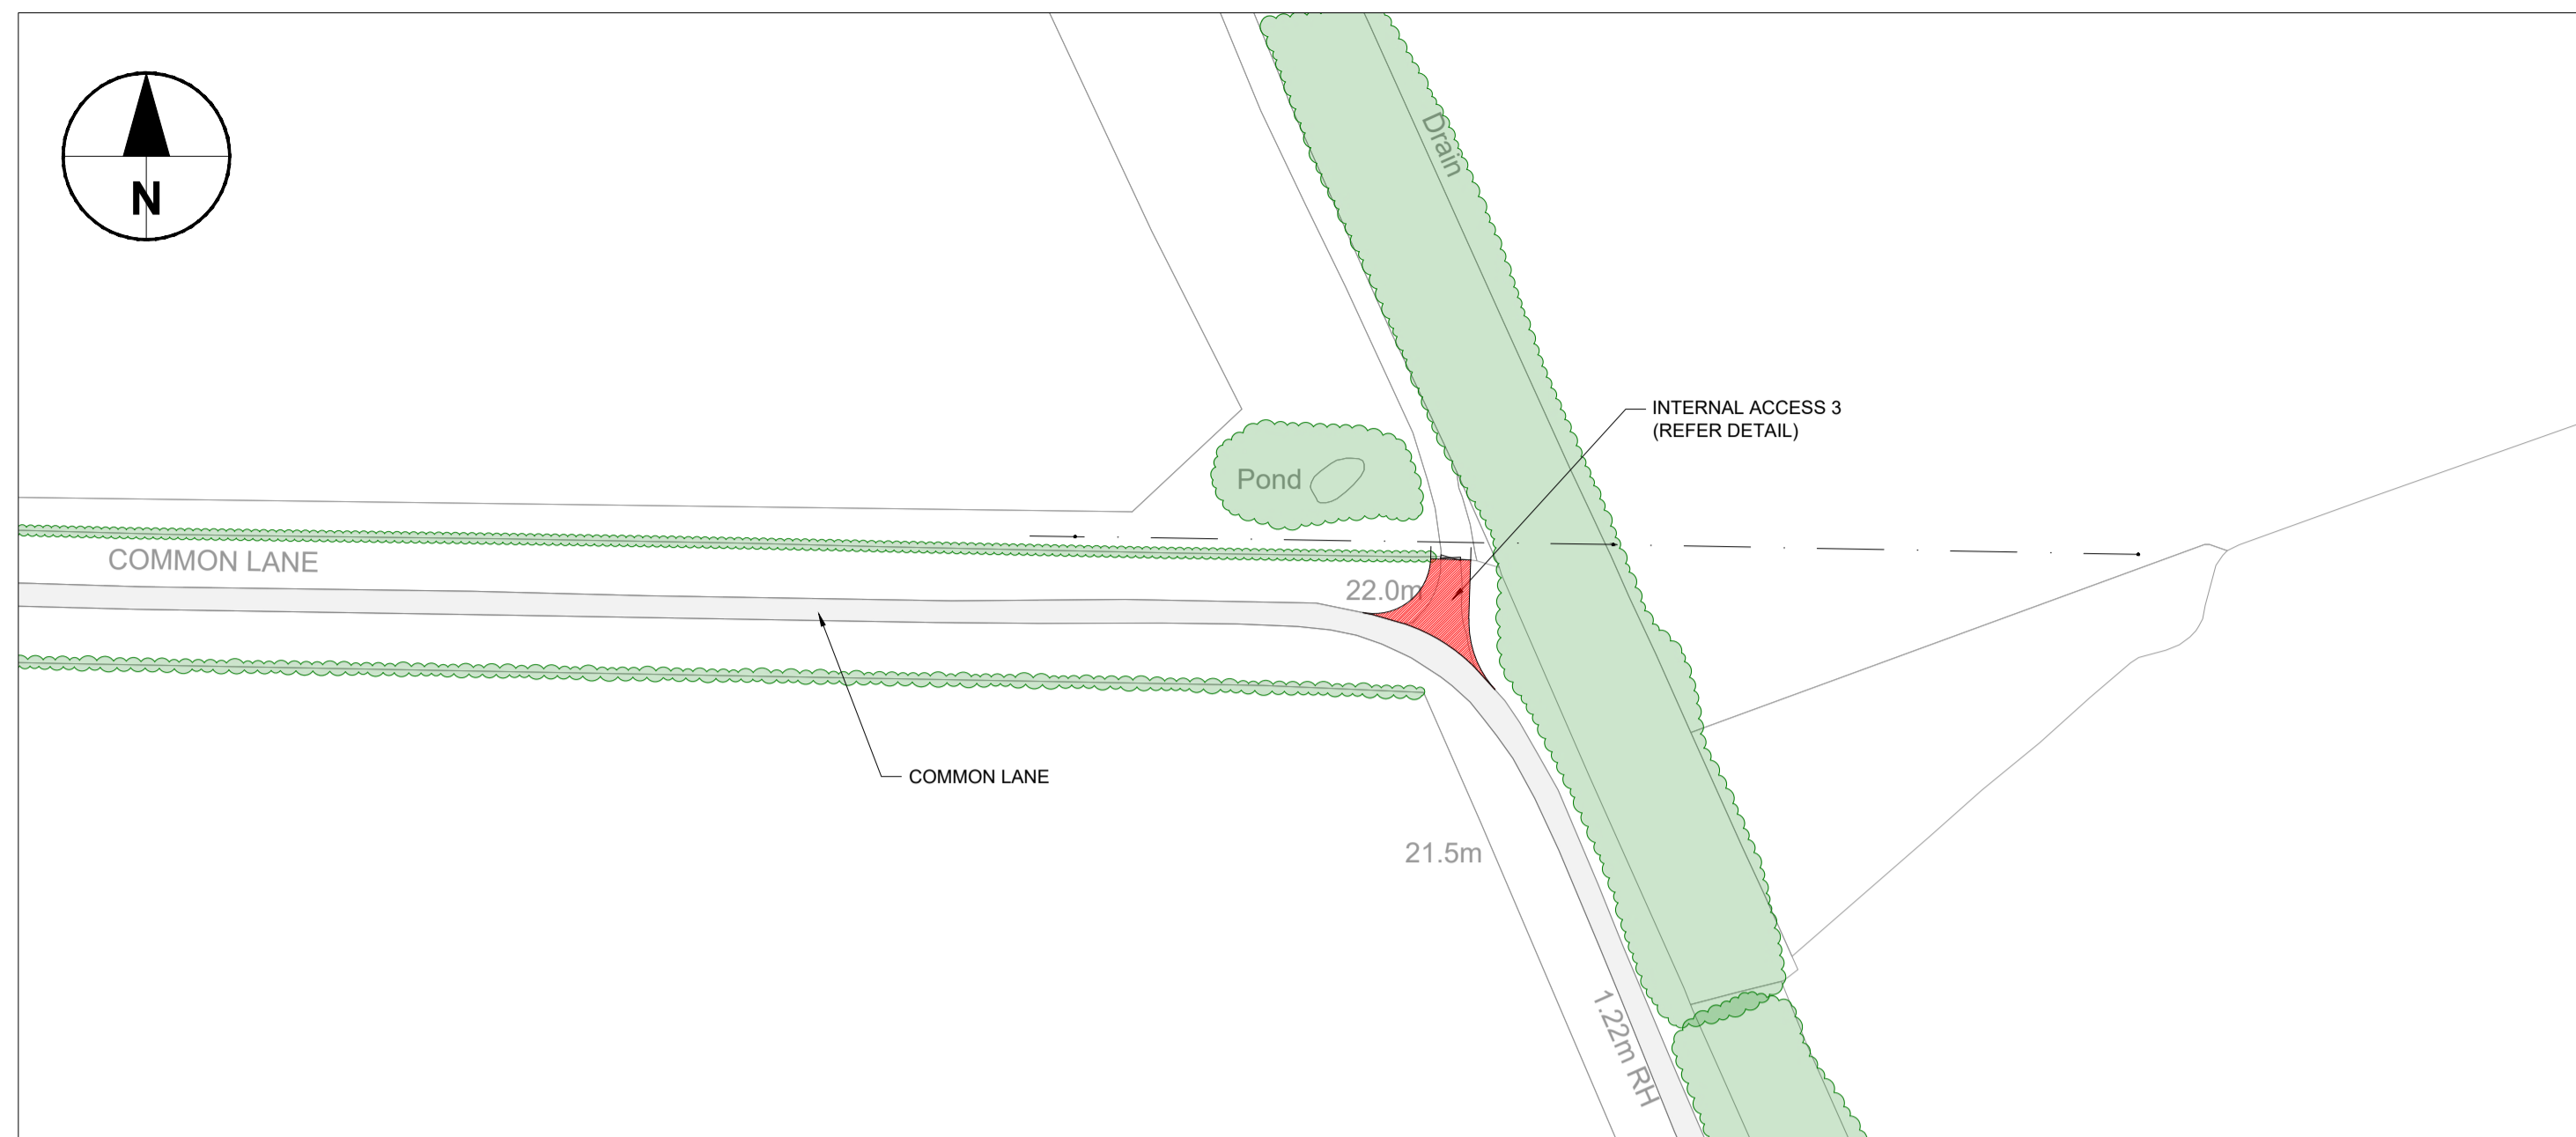 Drain
N
INTERNAL ACCESS 3
(REFER DETAIL)
Pond
COMMON LANE
22.0m
COMMON LANE
21.5m
1.22m RH